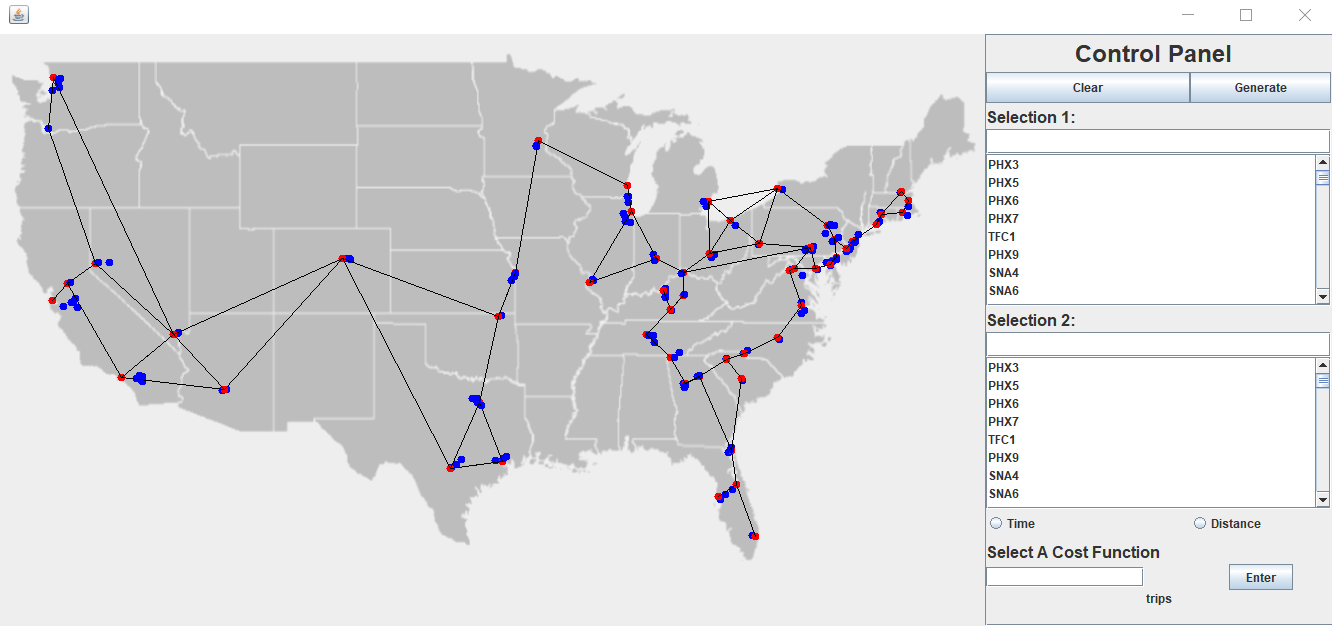 Control Panel
Clear Generate
Selection 1:
PHX3
PHX5
PHX6
PHX7
TFC1
PHX9
SNA4
SNA6
Selection 2:
PHX3
PHX5
PHX6
PHX7
TFC1
PHX9
SNA4
SNA6
Time Distance
Select A Cost Function
Enter
trips